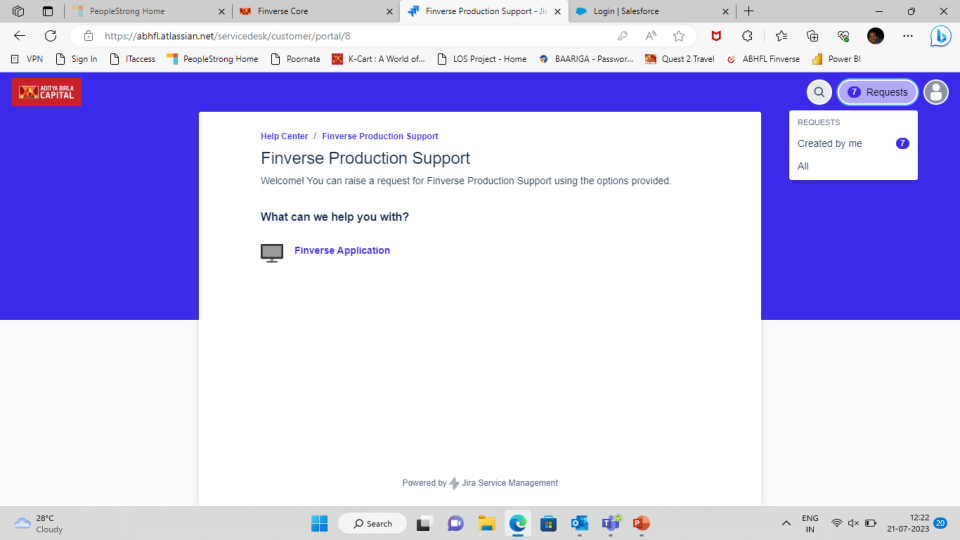 PeopleStrong Home
Finverse Core
Finverse Production Support - Ji
Login | Salesforce
https://abhfl.atlassian.net/servicedesk/customer/portal/8
VPN
Sign In
ITaccess
PeopleStrong Home
Poornata
K-Cart : A World of...
LOS Project - Home
BAARIGA - Passwor...
Quest 2 Travel
ABHFL Finverse
Power BI
ADITYA BIRLA
CAPITAL
7 Requests
REQUESTS
Created by me 7
All
Help Center / Finverse Production Support
Finverse Production Support
Welcome! You can raise a request for Finverse Production Support using the options provided.
What can we help you with?
Finverse Application
Powered by Jira Service Management
28°C
Cloudy
Search
ENG
IN
12:22
21-07-2023
20